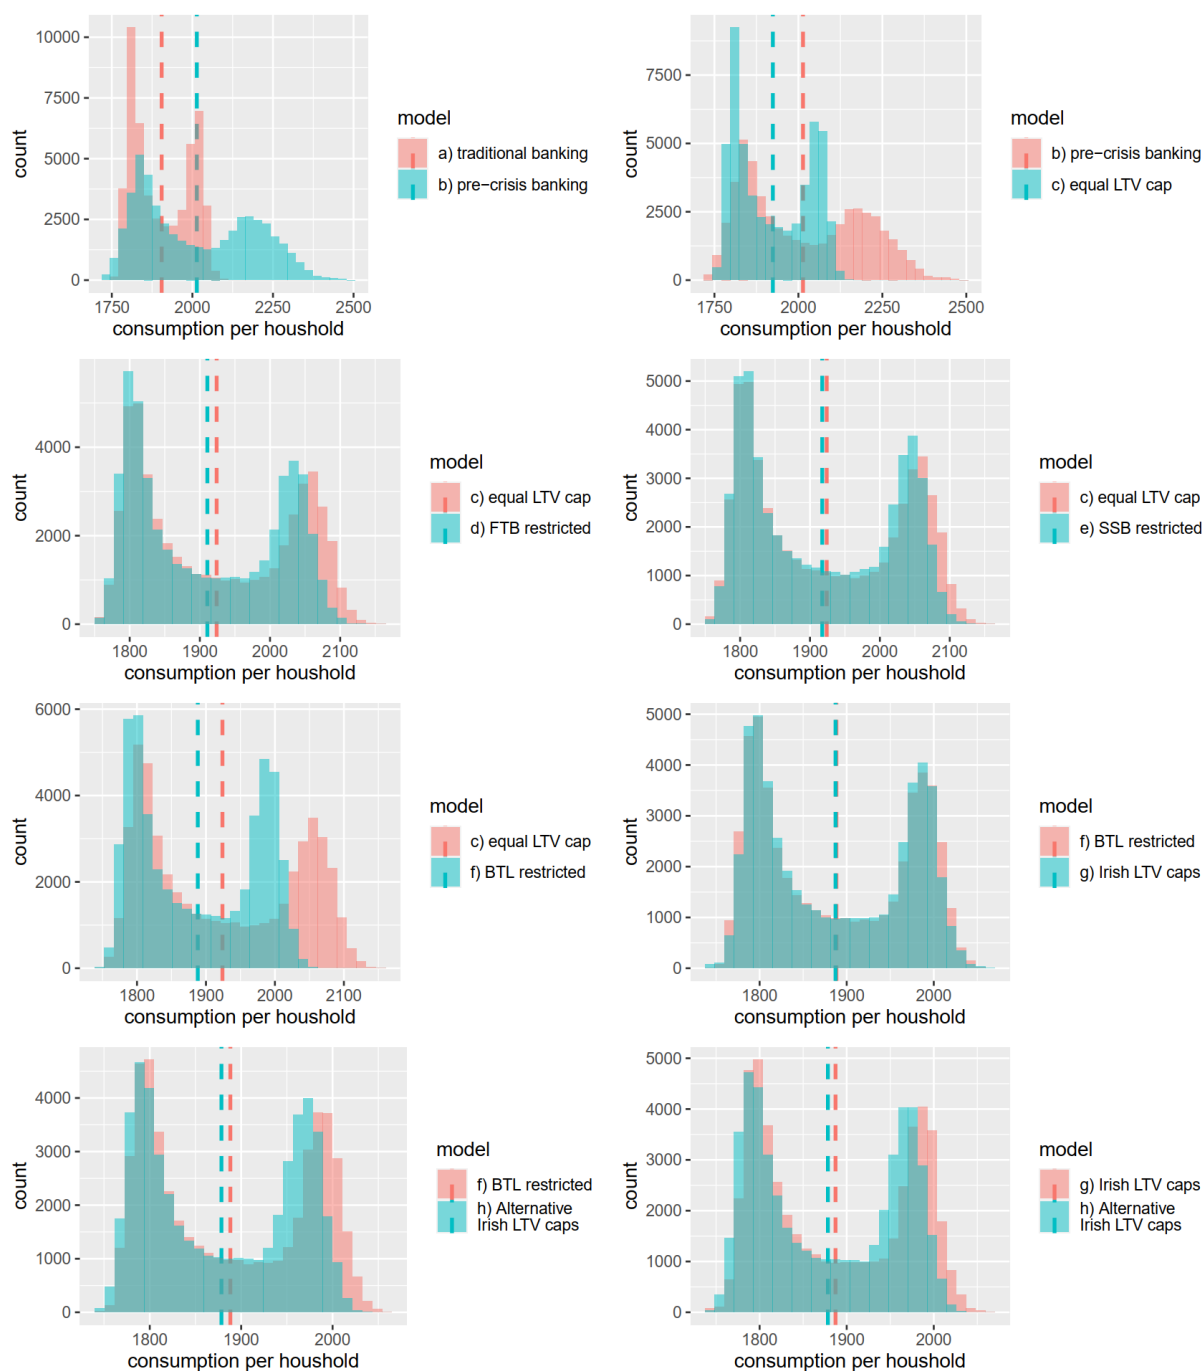 10000
7500
5000
2500
0
count
1750 2000 2250 2500
consumption per houshold
model
a) traditional banking
b) pre−crisis banking
7500
5000
2500
0
count
1750 2000 2250 2500
consumption per houshold
model
b) pre−crisis banking
c) equal LTV cap
4000
2000
0
count
1800 1900 2000 2100
consumption per houshold
model
c) equal LTV cap
d) FTB restricted
5000
4000
3000
2000
1000
0
count
1800 1900 2000 2100
consumption per houshold
model
c) equal LTV cap
e) SSB restricted
6000
4000
2000
0
count
1800 1900 2000 2100
consumption per houshold
model
c) equal LTV cap
f) BTL restricted
5000
4000
3000
2000
1000
0
count
1800 1900 2000
consumption per houshold
model
f) BTL restricted
g) Irish LTV caps
4000
3000
2000
1000
0
count
1800 1900 2000
consumption per houshold
model
f) BTL restricted
h) Alternative
Irish LTV caps
5000
4000
3000
2000
1000
0
count
1800 1900 2000
consumption per houshold
model
g) Irish LTV caps
h) Alternative
Irish LTV caps